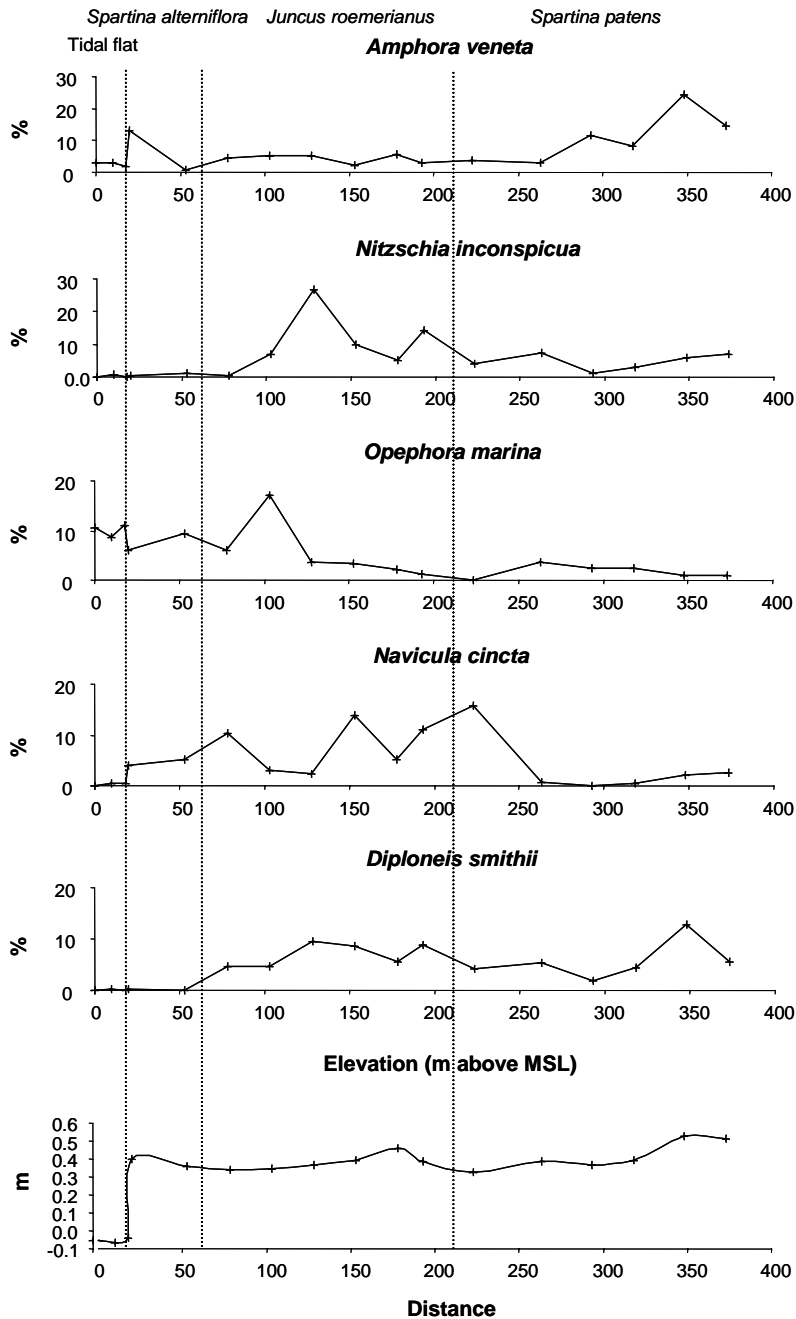 Spartina alterniflora Juncus roemerianus Spartina patens
Tidal flat Amphora veneta
30
20
10
0
%
0 50 100 150 200 250 300 350 400
Nitzschia inconspicua
30
20
10
0.0
%
0 50 100 150 200 250 300 350 400
Opephora marina
20
10
0
%
0 50 100 150 200 250 300 350 400
Navicula cincta
20
10
0
%
0 50 100 150 200 250 300 350 400
Diploneis smithii
20
10
0
%
0 50 100 150 200 250 300 350 400
Elevation (m above MSL)
0.6
0.5
0.4
0.3
0.2
0.1
0.0
-0.1
m
0 50 100 150 200 250 300 350 400
Distance